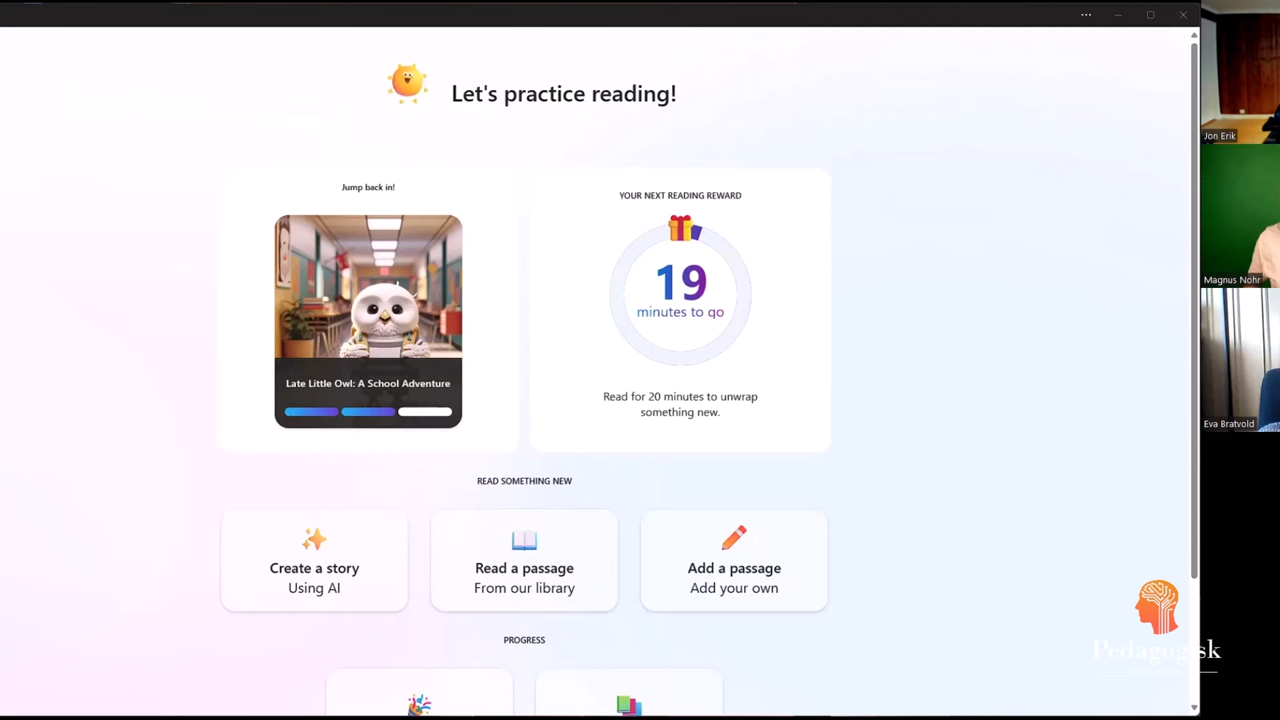 Let's practice reading!
Jump back in!
Late Little Owl: A School Adventure
YOUR NEXT READING REWARD
19
minutes to go
Read for 20 minutes to unwrap
something new.
READ SOMETHING NEW
Create a story
Using AI
Read a passage
From our library
Add a passage
Add your own
PROGRESS
Jon Erik
Magnus Nohr
Eva Bratvold
Pedagogisk